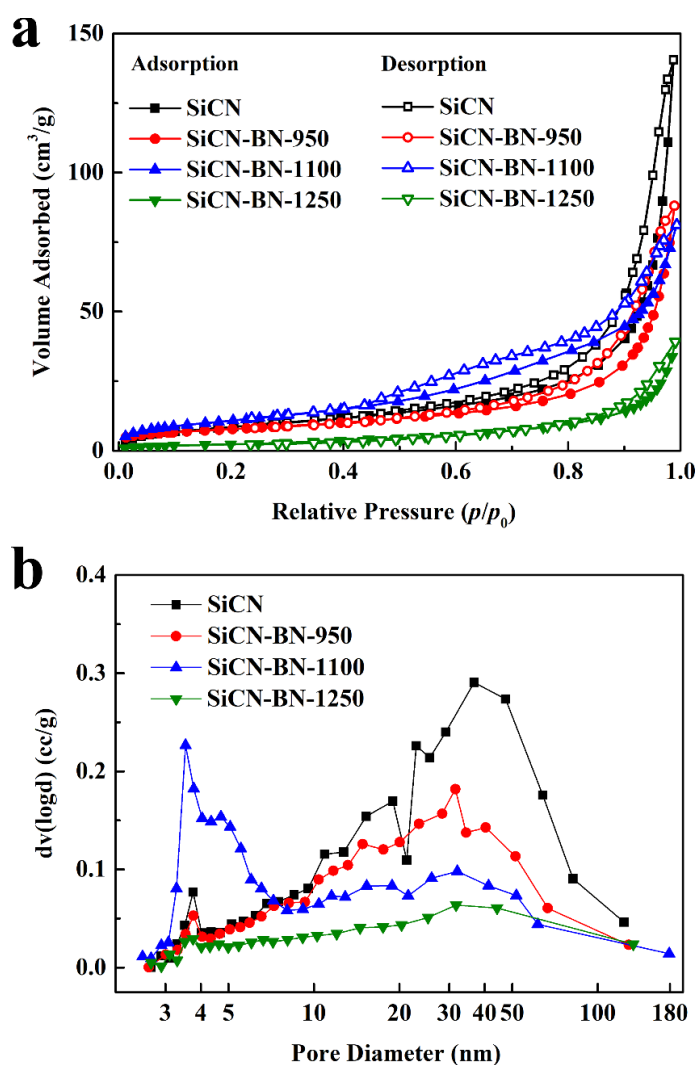 a
150
100
50
0
Volume Adsorbed (cm³/g)
Adsorption
SiCN
SiCN-BN-950
SiCN-BN-1100
SiCN-BN-1250
Desorption
SiCN
SiCN-BN-950
SiCN-BN-1100
SiCN-BN-1250
0.0 0.2 0.4 0.6 0.8 1.0
Relative Pressure (p/p₀)
b
0.4
0.3
0.2
0.1
0.0
dv(logd) (cc/g)
SiCN
SiCN-BN-950
SiCN-BN-1100
SiCN-BN-1250
3 4 5 10 20 30 40 50 100 180
Pore Diameter (nm)